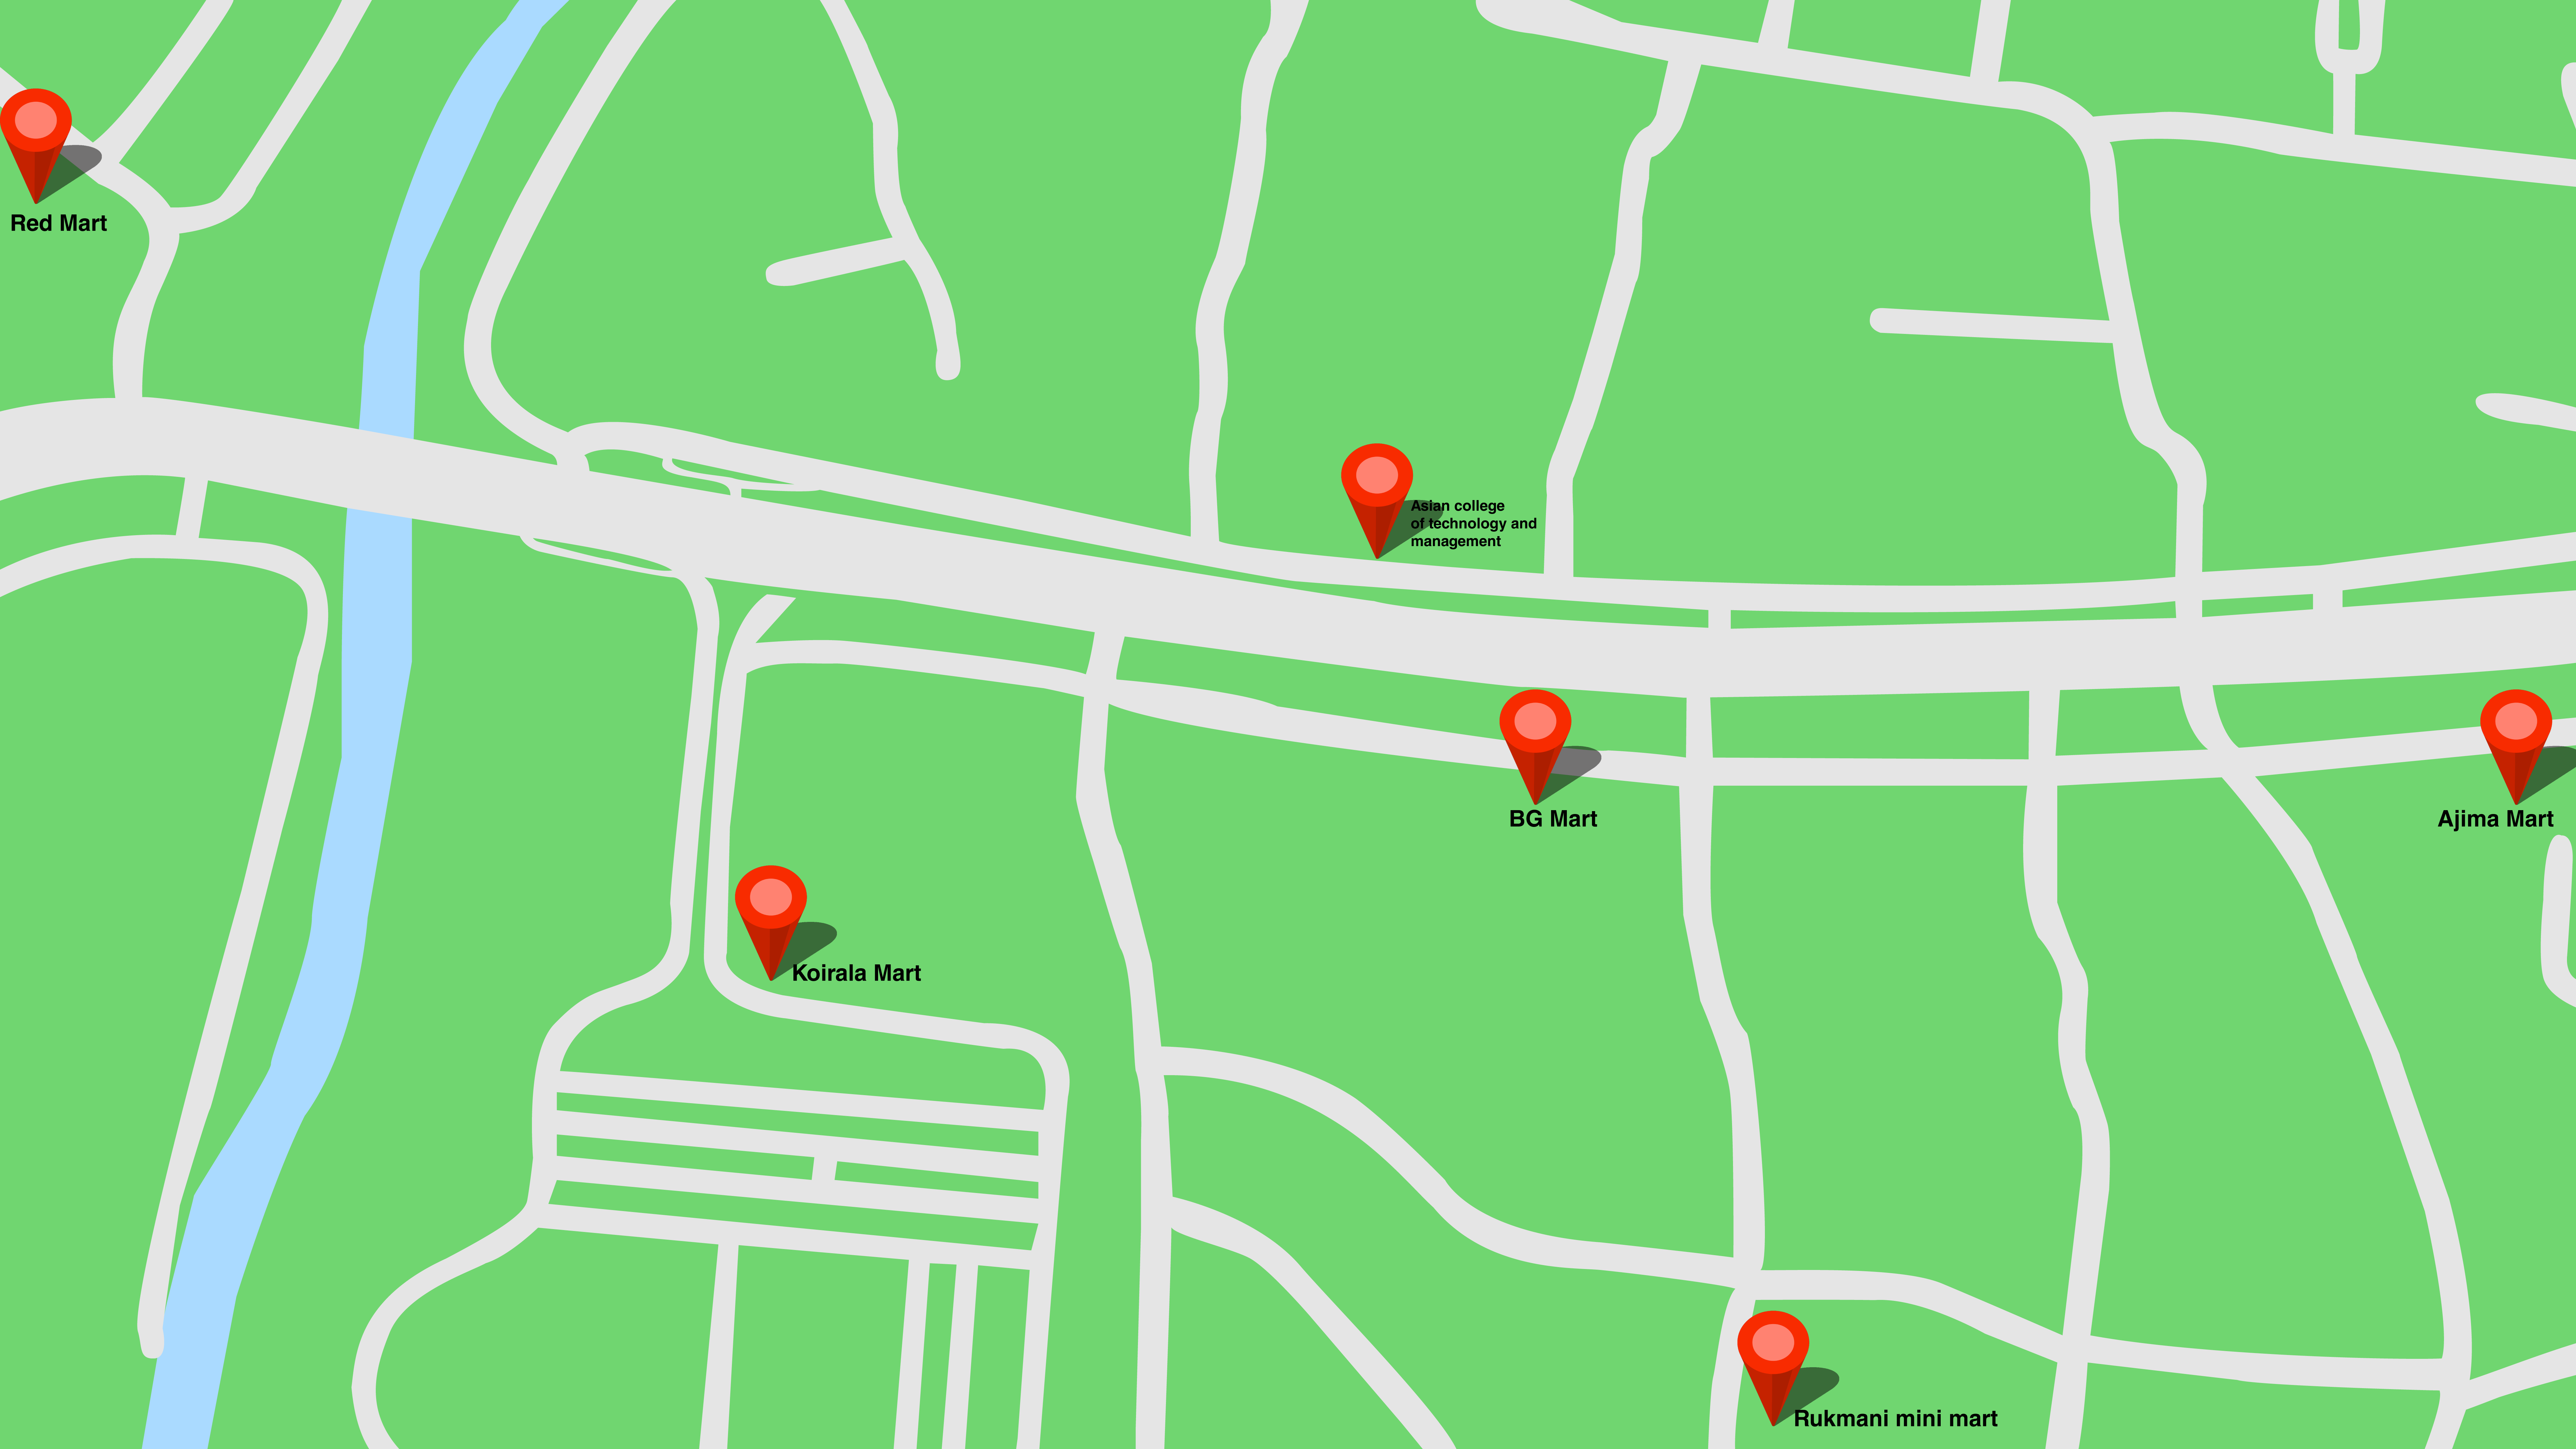 Red Mart
Asian college
of technology and
management
BG Mart
Ajima Mart
Koirala Mart
Rukmani mini mart